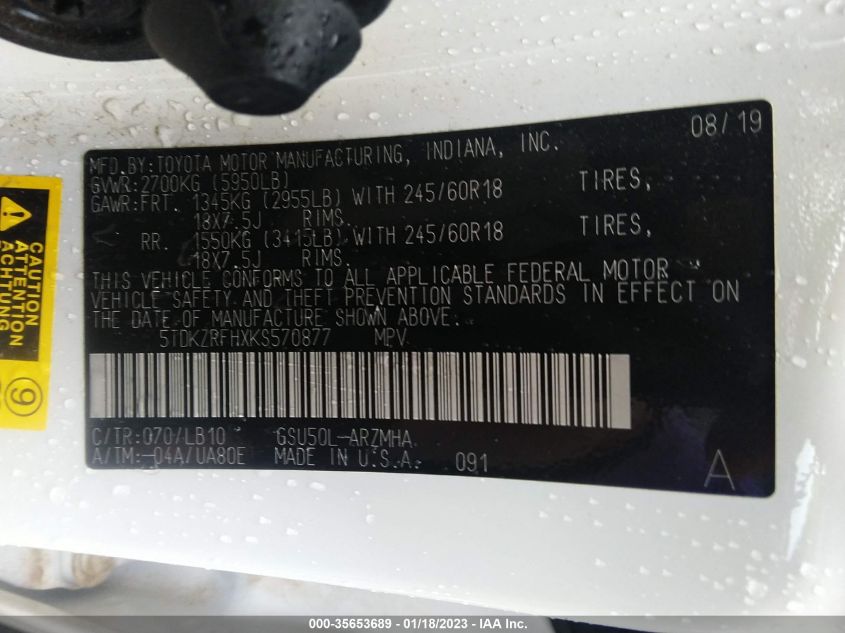 08/19
MFD.BY:TOYOTA MOTOR MANUFACTURING, INDIANA, INC.
GVWR:2700KG (5950LB)
GAWR:FRT. 1345KG (2955LB) WITH 245/60R18 TIRES,
18X7.5J RIMS.
RR. 1550KG (3415LB) WITH 245/60R18 TIRES,
18X7.5J RIMS.
THIS VEHICLE CONFORMS TO ALL APPLICABLE FEDERAL MOTOR
VEHICLE SAFETY AND THEFT PREVENTION STANDARDS IN EFFECT ON
THE DATE OF MANUFACTURE SHOWN ABOVE.
5TDKZRFHXKS570877 MPV
C/TR:070/LB10 GSU50L-ARZMHA
A/TM:-04A/UA80E MADE IN U.S.A. 091
A
CAUTION
ATTENTION
ACHTUNG
9
000-35653689 - 01/18/2023 - IAA Inc.